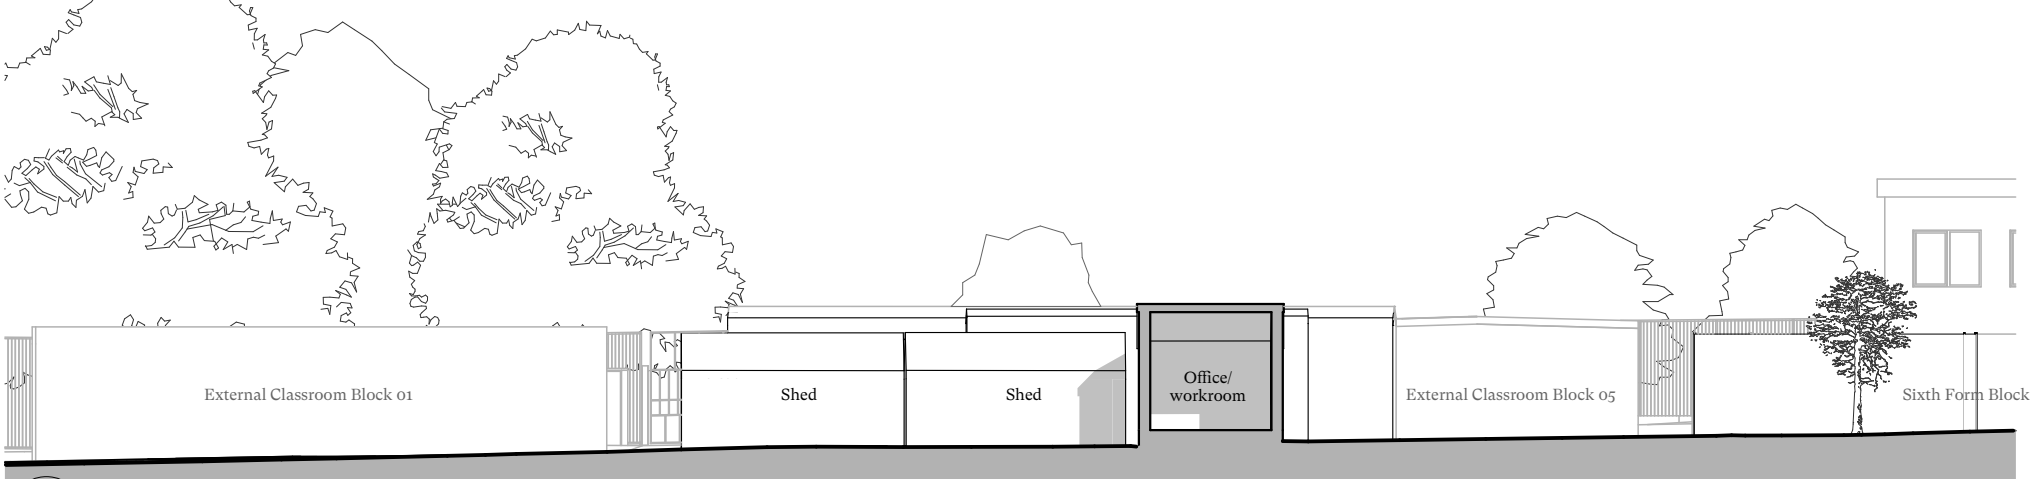 External Classroom Block 01
Shed
Shed
Office/
workroom
External Classroom Block 05
Sixth Form Block